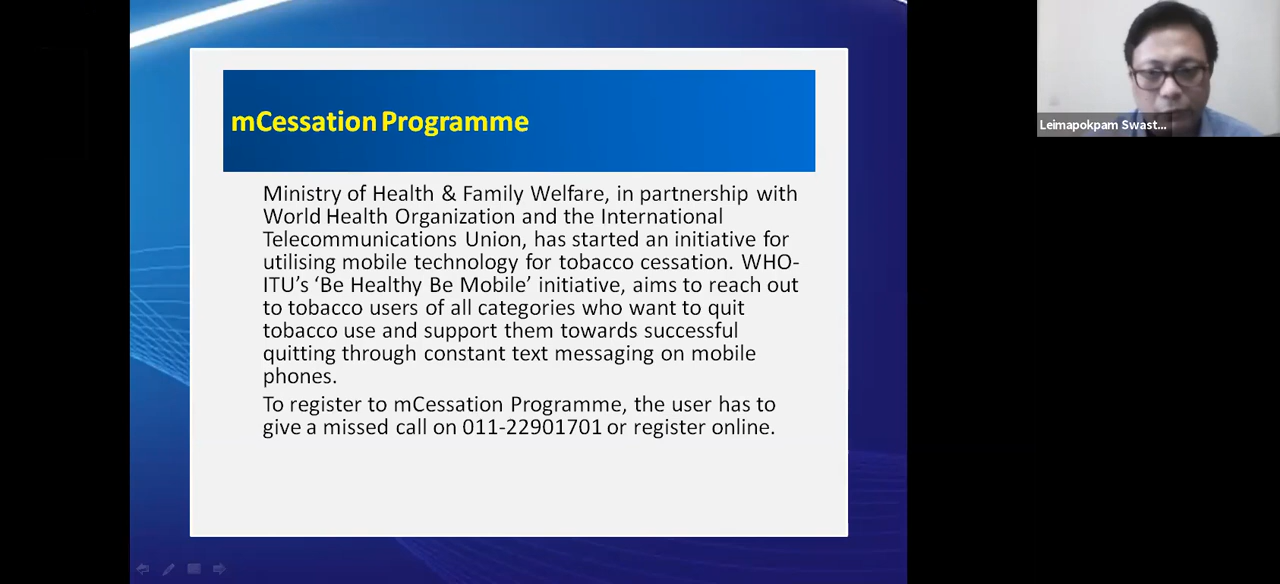 mCessation Programme
Ministry of Health & Family Welfare, in partnership with
World Health Organization and the International
Telecommunications Union, has started an initiative for
utilising mobile technology for tobacco cessation. WHO-
ITU’s ‘Be Healthy Be Mobile’ initiative, aims to reach out
to tobacco users of all categories who want to quit
tobacco use and support them towards successful
quitting through constant text messaging on mobile
phones.
To register to mCessation Programme, the user has to
give a missed call on 011-22901701 or register online.
Leimapokpam Swast...